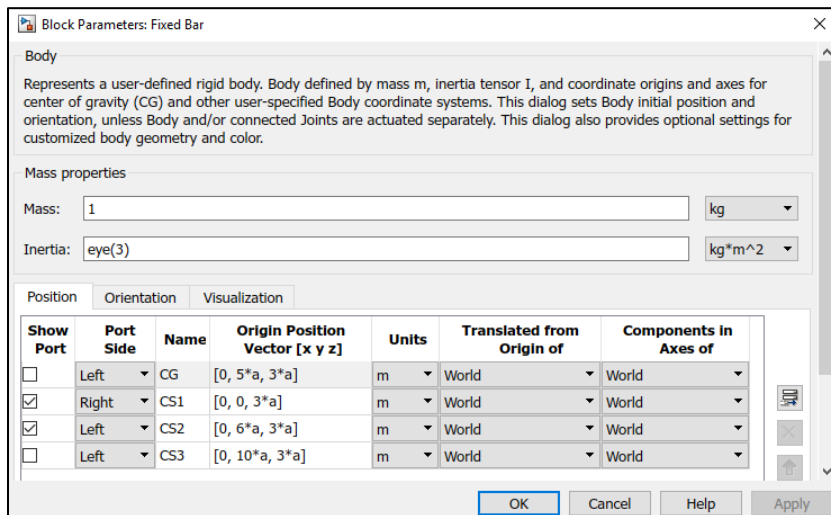 Block Parameters: Fixed Bar
Body
Represents a user-defined rigid body. Body defined by mass m, inertia tensor I, and coordinate origins and axes for
center of gravity (CG) and other user-specified Body coordinate systems. This dialog sets Body initial position and
orientation, unless Body and/or connected Joints are actuated separately. This dialog also provides optional settings for
customized body geometry and color.
Mass properties
Mass: 1 kg
Inertia: eye(3) kg*m^2
Position Orientation Visualization
Show Port Port Side Name Origin Position Vector [x y z] Units Translated from Origin of Components in Axes of
Left CG [0, 5*a, 3*a] m World World
Right CS1 [0, 0, 3*a] m World World
Left CS2 [0, 6*a, 3*a] m World World
Left CS3 [0, 10*a, 3*a] m World World
OK Cancel Help Apply